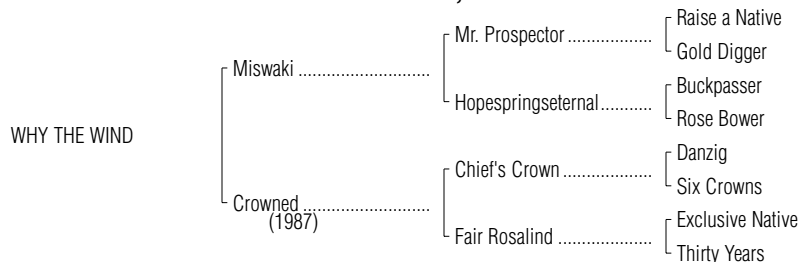 Raise a Native
Mr. Prospector ....................
Gold Digger
Miswaki ............................
Buckpasser
Hopespringseternal...........
Rose Bower
WHY THE WIND
Danzig
Chief's Crown .....................
Six Crowns
Crowned ...........................
(1987)
Exclusive Native
Fair Rosalind ......................
Thirty Years